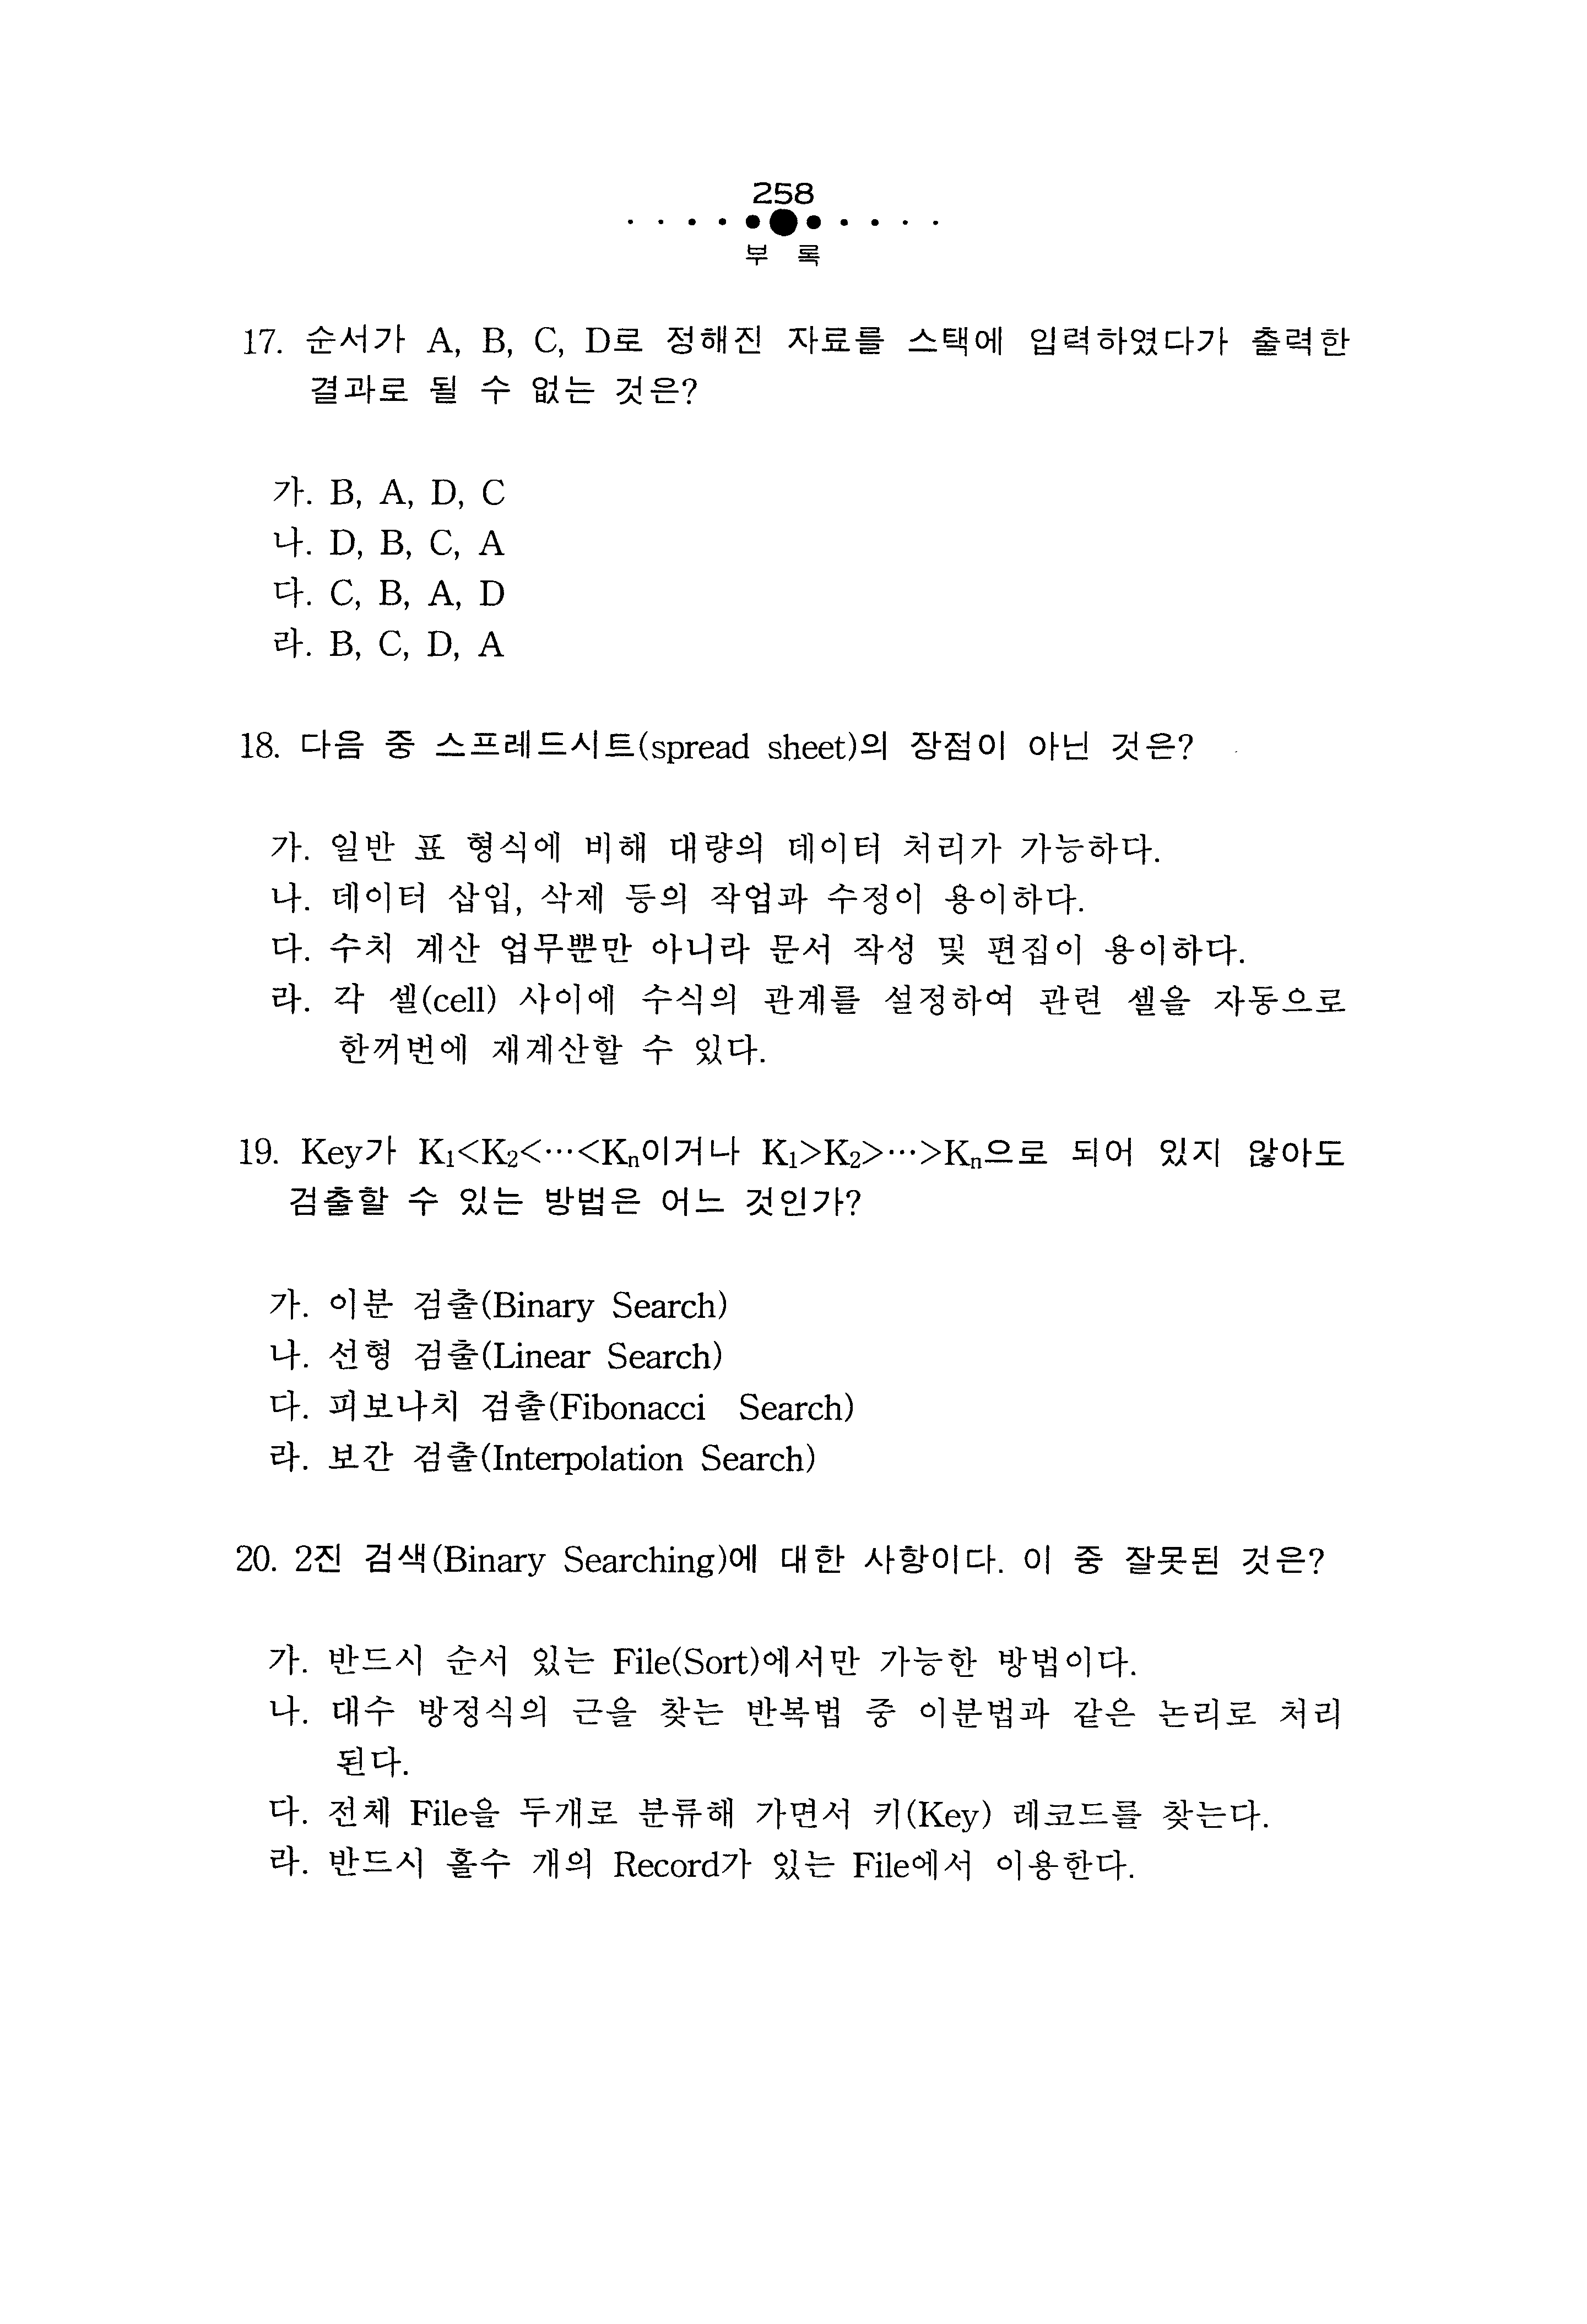 258
부 록
17. 순서가 A, B, C, D로 정해진 자료를 스택에 입력하였다가 출력한
결과로 될 수 없는 것은?
가. B, A, D, C
나. D, B, C, A
다. C, B, A, D
라. B, C, D, A
18. 다음 중 스프레드시트(spread sheet)의 장점이 아닌 것은?
가. 일반 표 형식에 비해 대량의 데이터 처리가 가능하다.
나. 데이터 삽입, 삭제 등의 작업과 수정이 용이하다.
다. 수치 계산 업무뿐만 아니라 문서 작성 및 편집이 용이하다.
라. 각 셀(cell) 사이에 수식의 관계를 설정하여 관련 셀을 자동으로
한꺼번에 재계산할 수 있다.
19. Key가 K₁<K₂<⋯<Kₙ이거나 K₁>K₂>⋯>Kₙ으로 되어 있지 않아도
검출할 수 있는 방법은 어느 것인가?
가. 이분 검출(Binary Search)
나. 선형 검출(Linear Search)
다. 피보나치 검출(Fibonacci Search)
라. 보간 검출(Interpolation Search)
20. 2진 검색(Binary Searching)에 대한 사항이다. 이 중 잘못된 것은?
가. 반드시 순서 있는 File(Sort)에서만 가능한 방법이다.
나. 대수 방정식의 근을 찾는 반복법 중 이분법과 같은 논리로 처리
된다.
다. 전체 File을 두개로 분류해 가면서 키(Key) 레코드를 찾는다.
라. 반드시 홀수 개의 Record가 있는 File에서 이용한다.